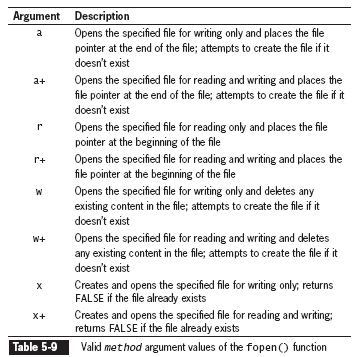 Argument Description
a Opens the specified file for writing only and places the file
pointer at the end of the file; attempts to create the file if it
doesn't exist
a+ Opens the specified file for reading and writing and places the
file pointer at the end of the file; attempts to create the file if it
doesn't exist
r Opens the specified file for reading only and places the file
pointer at the beginning of the file
r+ Opens the specified file for reading and writing and places the
file pointer at the beginning of the file
w Opens the specified file for writing only and deletes any
existing content in the file; attempts to create the file if it
doesn't exist
w+ Opens the specified file for reading and writing and deletes
any existing content in the file; attempts to create the file if it
doesn't exist
x Creates and opens the specified file for writing only; returns
FALSE if the file already exists
x+ Creates and opens the specified file for reading and writing;
returns FALSE if the file already exists
Table 5-9 Valid method argument values of the fopen() function